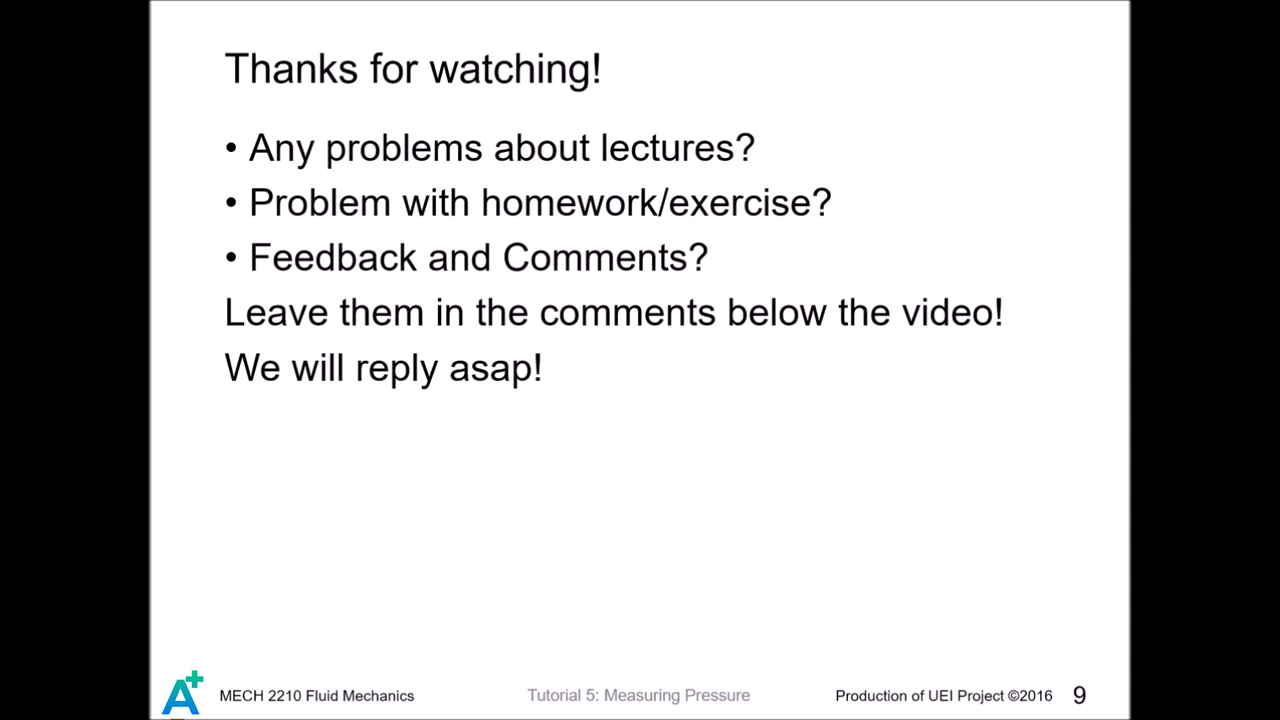 Thanks for watching!
• Any problems about lectures?
• Problem with homework/exercise?
• Feedback and Comments?
Leave them in the comments below the video!
We will reply asap!
A+ MECH 2210 Fluid Mechanics Tutorial 5: Measuring Pressure Production of UEI Project ©2016 9